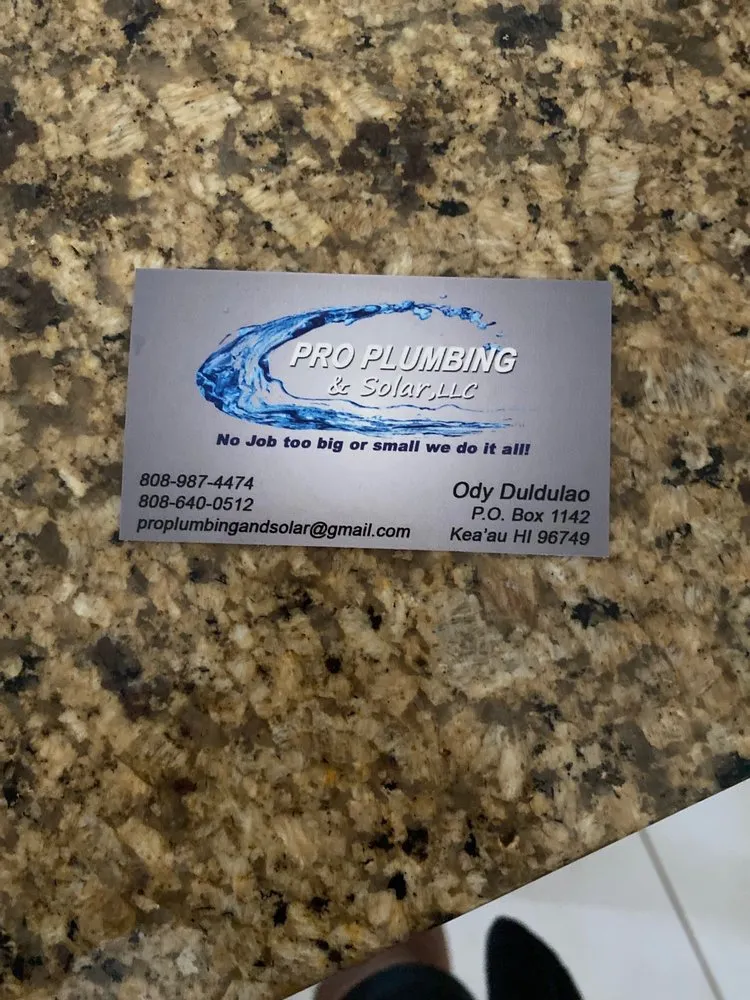 PRO PLUMBING
& Solar,LLC
No Job too big or small we do it all!
808-987-4474
808-640-0512
proplumbingandsolar@gmail.com
Ody Duldulao
P.O. Box 1142
Kea'au HI 96749